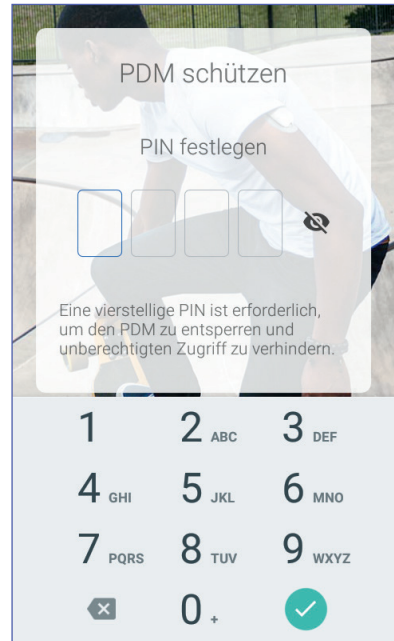 PDM schützen
PIN festlegen
Eine vierstellige PIN ist erforderlich,
um den PDM zu entsperren und
unberechtigten Zugriff zu verhindern.
1 2 ABC 3 DEF
4 GHI 5 JKL 6 MNO
7 PQRS 8 TUV 9 WXYZ
0 +